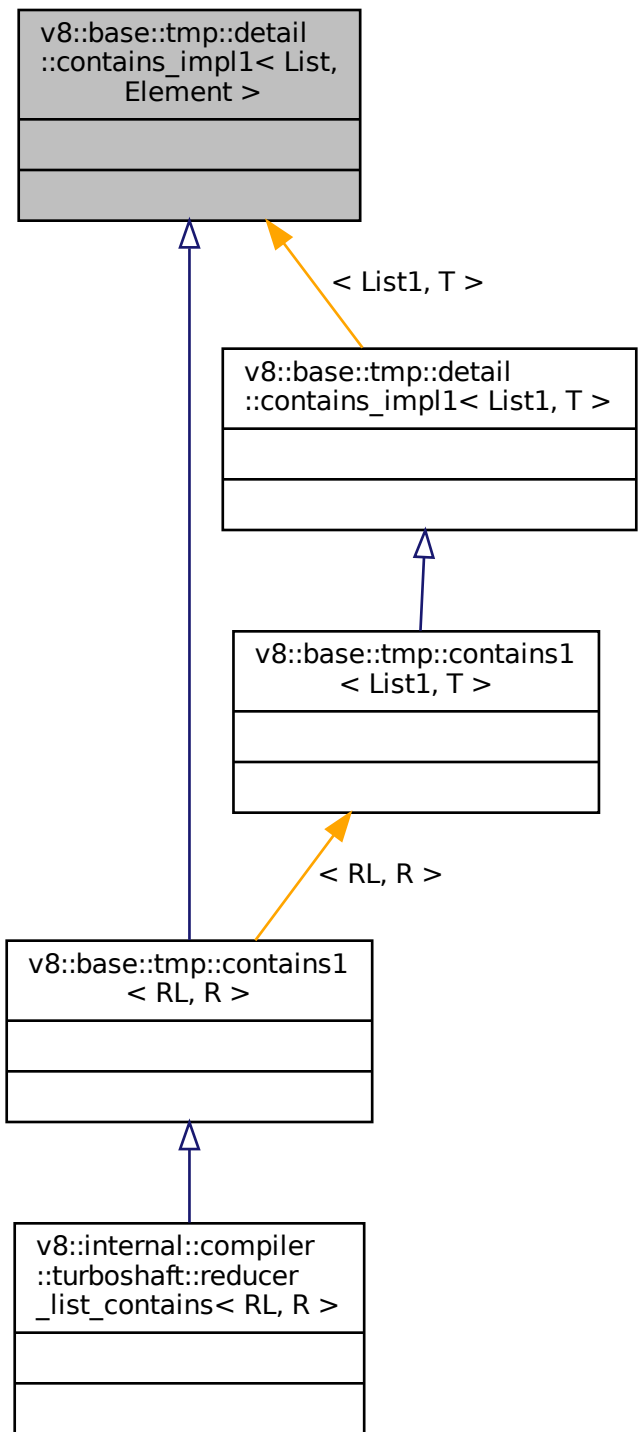 v8::base::tmp::detail
::contains_impl1< List,
Element >
< List1, T >
v8::base::tmp::detail
::contains_impl1< List1, T >
v8::base::tmp::contains1
< List1, T >
< RL, R >
v8::base::tmp::contains1
< RL, R >
v8::internal::compiler
::turboshaft::reducer
_list_contains< RL, R >